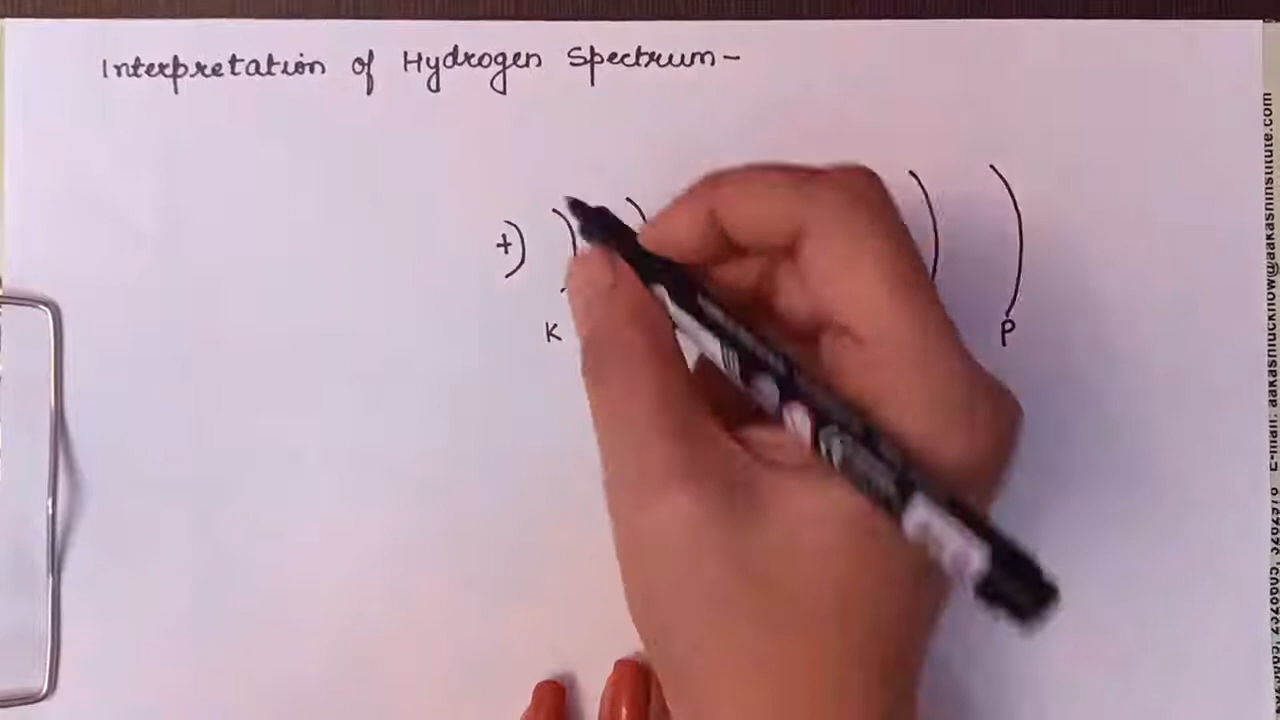 Interpretation of Hydrogen Spectrum-
+
K
P
E-mail: aakashlucknow@aakashinstitute.com